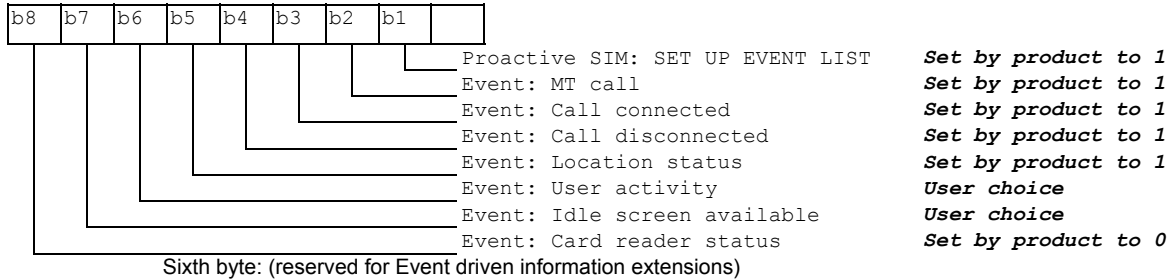 b8 b7 b6 b5 b4 b3 b2 b1
Proactive SIM: SET UP EVENT LIST Set by product to 1
Event: MT call Set by product to 1
Event: Call connected Set by product to 1
Event: Call disconnected Set by product to 1
Event: Location status Set by product to 1
Event: User activity User choice
Event: Idle screen available User choice
Event: Card reader status Set by product to 0
Sixth byte: (reserved for Event driven information extensions)